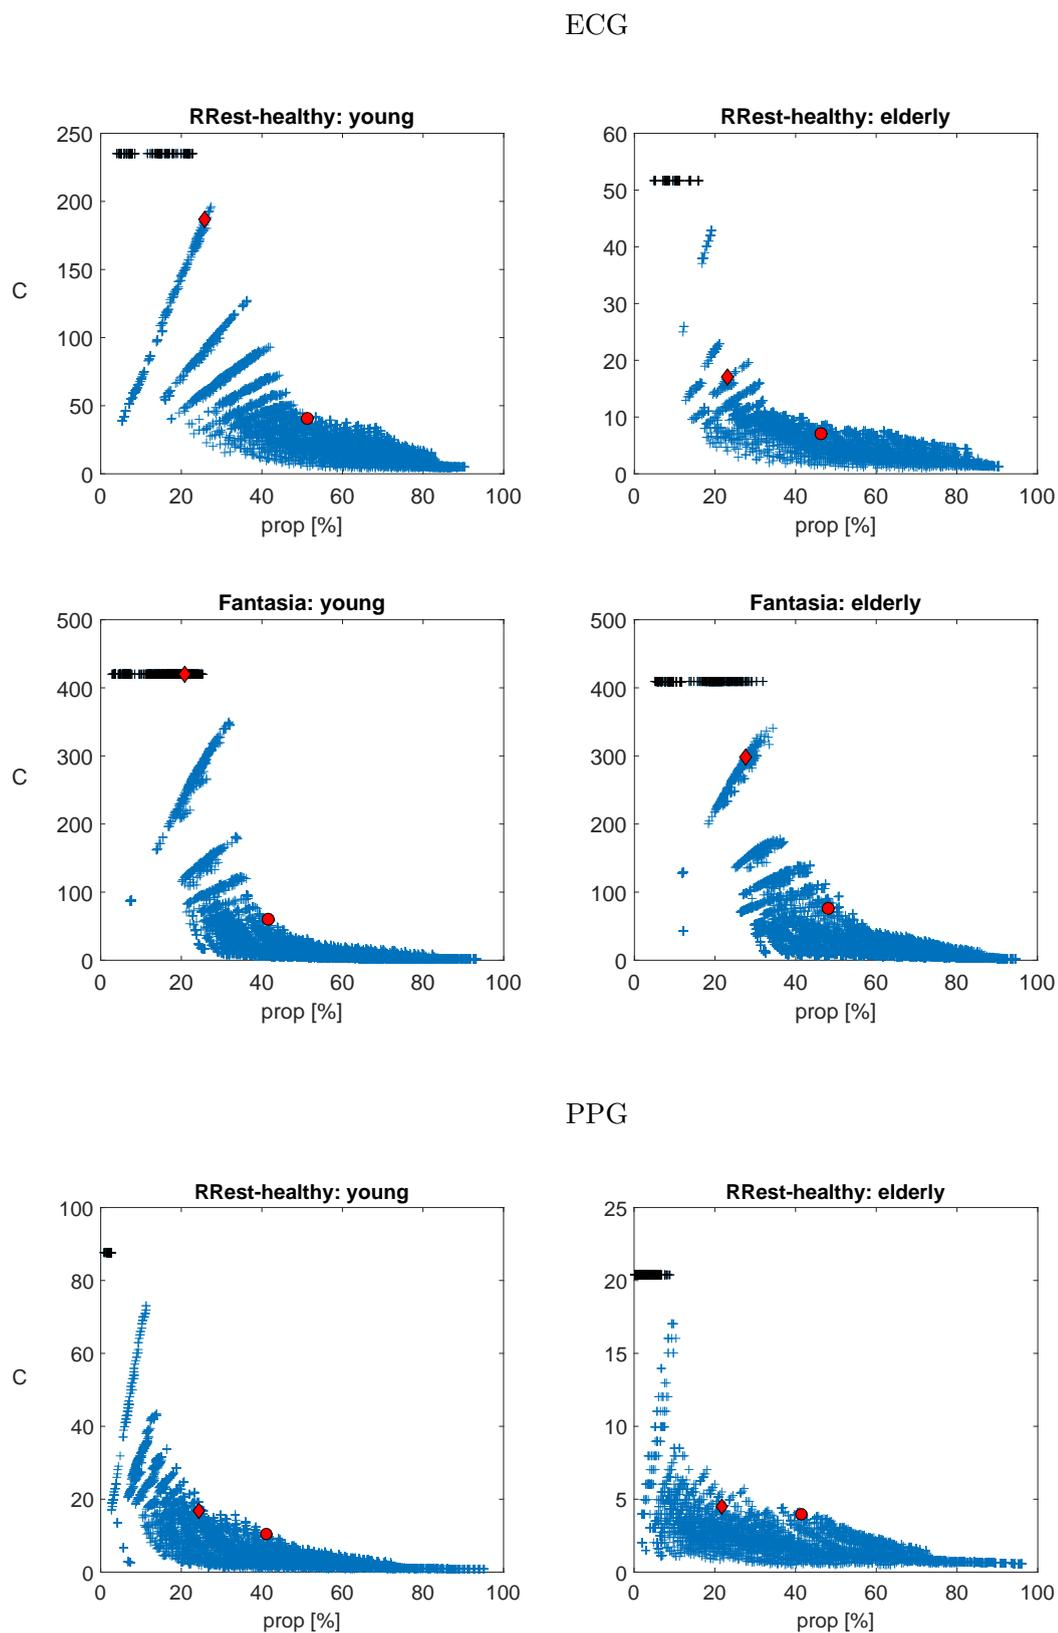 ECG
RRest-healthy: young
RRest-healthy: elderly
250
200
150
100
50
0
C
0 20 40 60 80 100
prop [%]
60
50
40
30
20
10
0
0 20 40 60 80 100
prop [%]
Fantasia: young
Fantasia: elderly
500
400
300
200
100
0
C
0 20 40 60 80 100
prop [%]
500
400
300
200
100
0
0 20 40 60 80 100
prop [%]
PPG
RRest-healthy: young
RRest-healthy: elderly
100
80
60
40
20
0
C
0 20 40 60 80 100
prop [%]
25
20
15
10
5
0
0 20 40 60 80 100
prop [%]